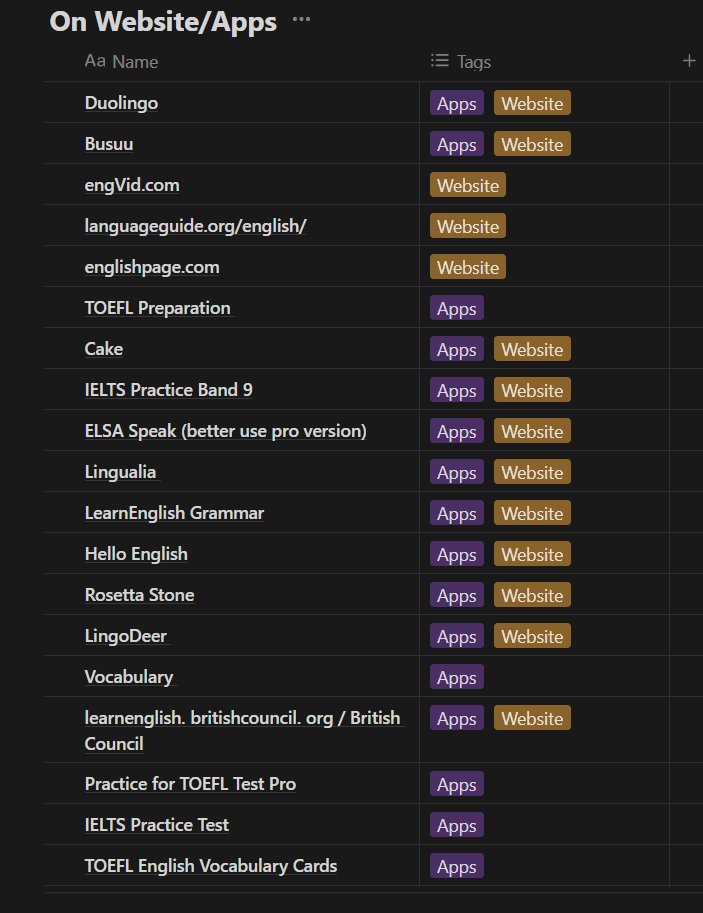 On Website/Apps ···
Aa Name Tags +
Duolingo Apps Website
Busuu Apps Website
engVid.com Website
languageguide.org/english/ Website
englishpage.com Website
TOEFL Preparation Apps
Cake Apps Website
IELTS Practice Band 9 Apps Website
ELSA Speak (better use pro version) Apps Website
Lingualia Apps Website
LearnEnglish Grammar Apps Website
Hello English Apps Website
Rosetta Stone Apps Website
LingoDeer Apps Website
Vocabulary Apps
learnenglish. britishcouncil. org / British Apps Website
Council
Practice for TOEFL Test Pro Apps
IELTS Practice Test Apps
TOEFL English Vocabulary Cards Apps